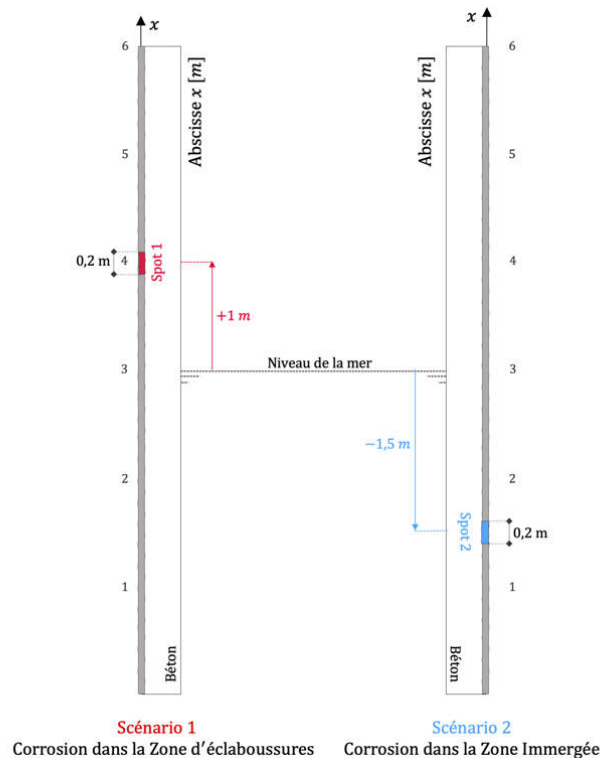 x
x
6
6
Abscisse x [m]
Abscisse x [m]
5
5
0,2 m
4
Spot 1
4
+1 m
Niveau de la mer
3
3
−1,5 m
2
2
Spot 2
0,2 m
1
1
Béton
Béton
Scénario 1
Corrosion dans la Zone d'éclaboussures
Scénario 2
Corrosion dans la Zone Immergée